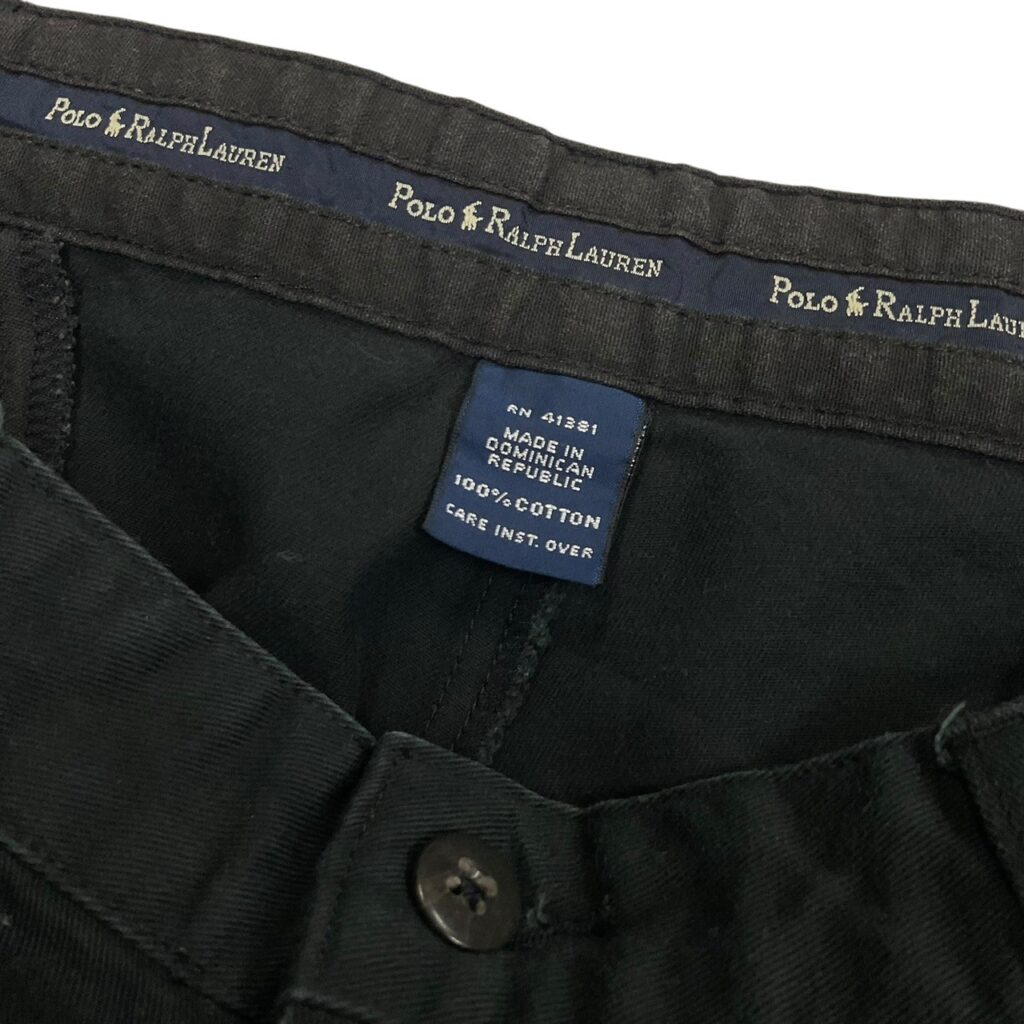 POLO RALPH LAUREN
POLO RALPH LAUREN
POLO RALPH LAU
RN 41381
MADE IN
DOMINICAN
REPUBLIC
100% COTTON
CARE INST. OVER